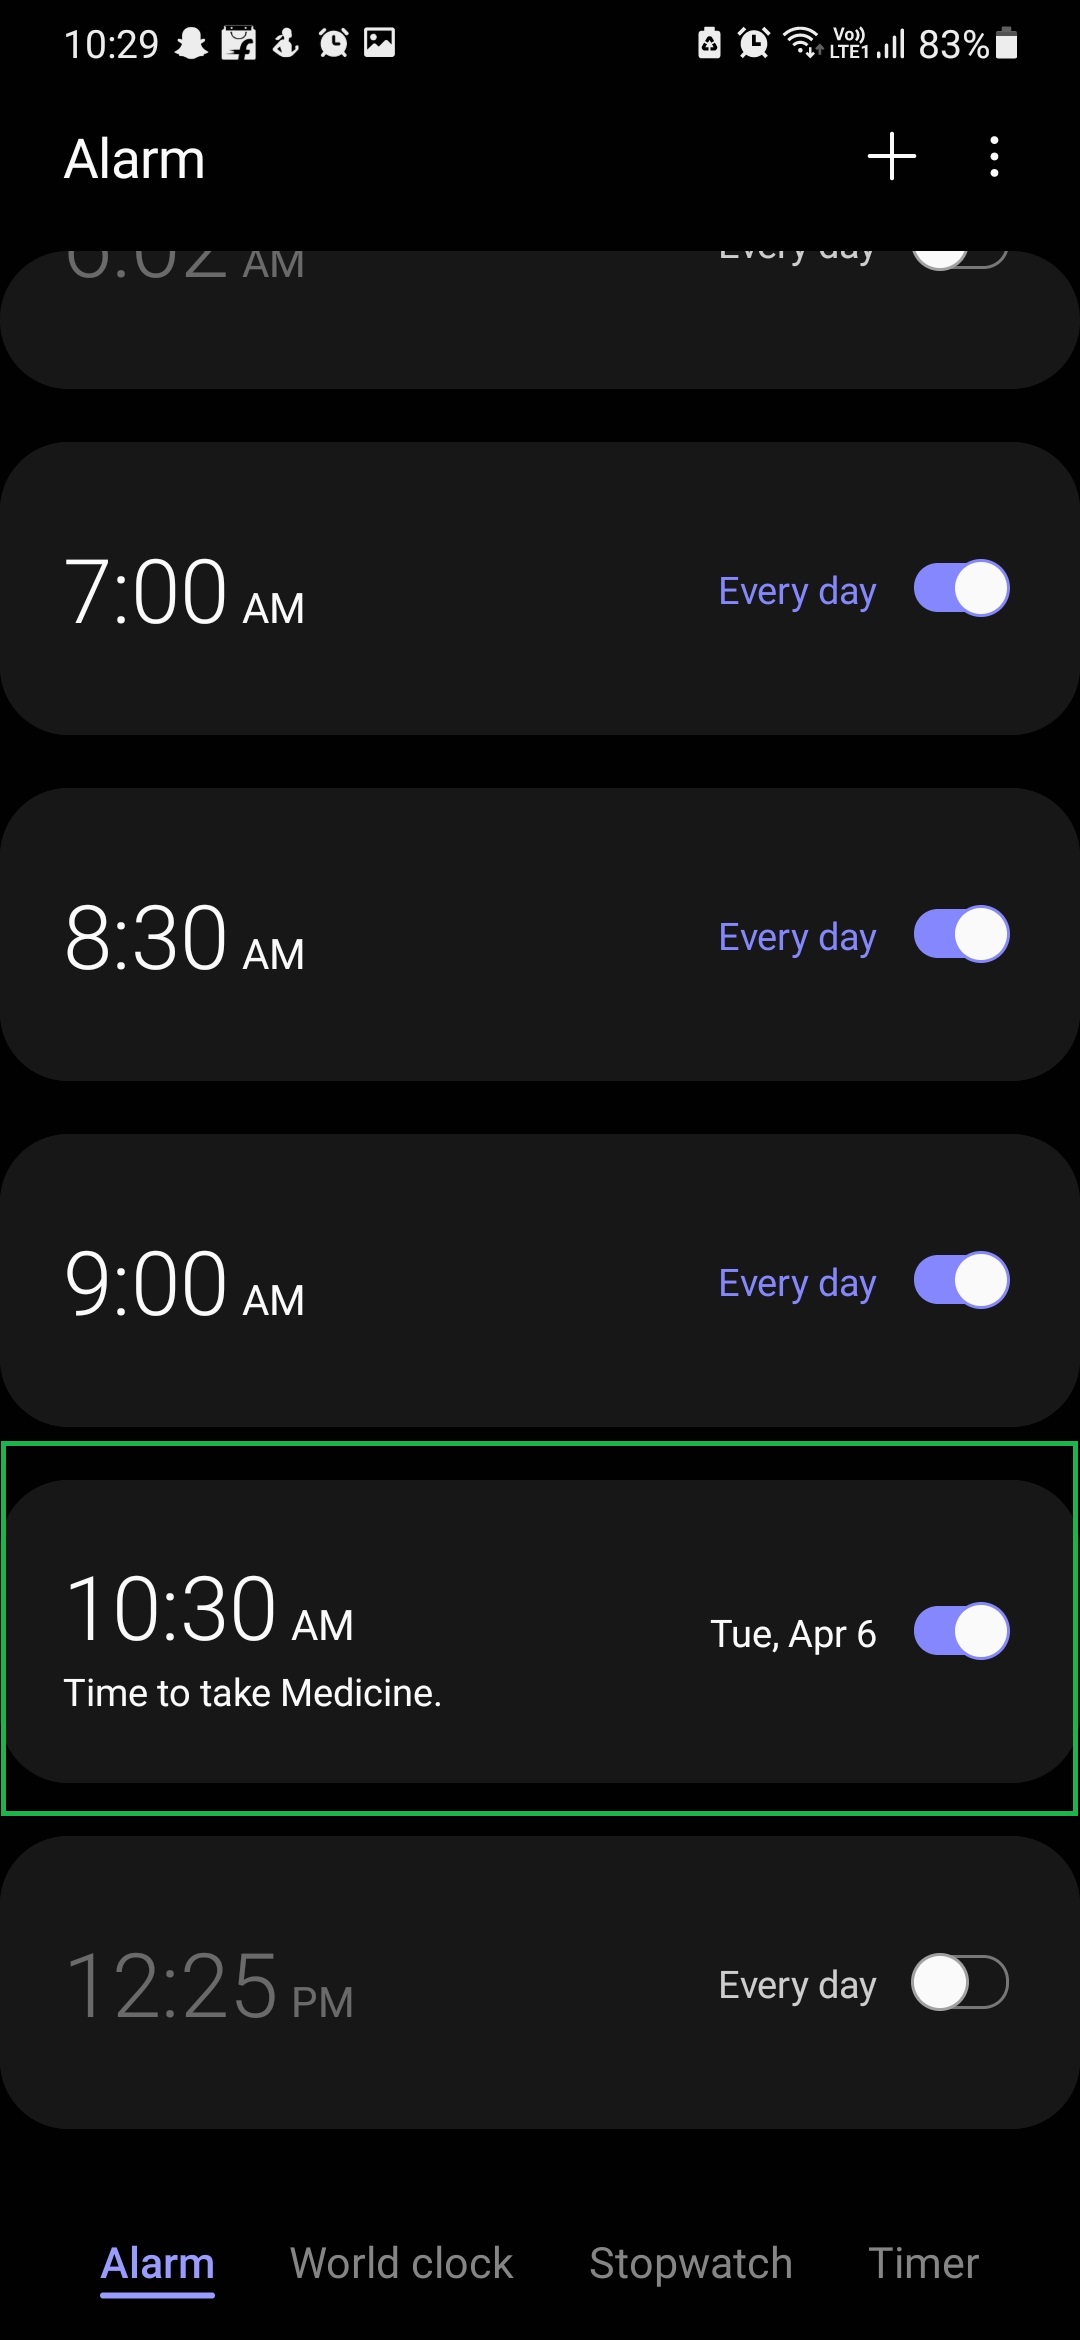 10:29 Vo)) LTE1 83%
Alarm
AM Every day
7:00 AM Every day
8:30 AM Every day
9:00 AM Every day
10:30 AM Tue, Apr 6
Time to take Medicine.
12:25 PM Every day
Alarm World clock Stopwatch Timer